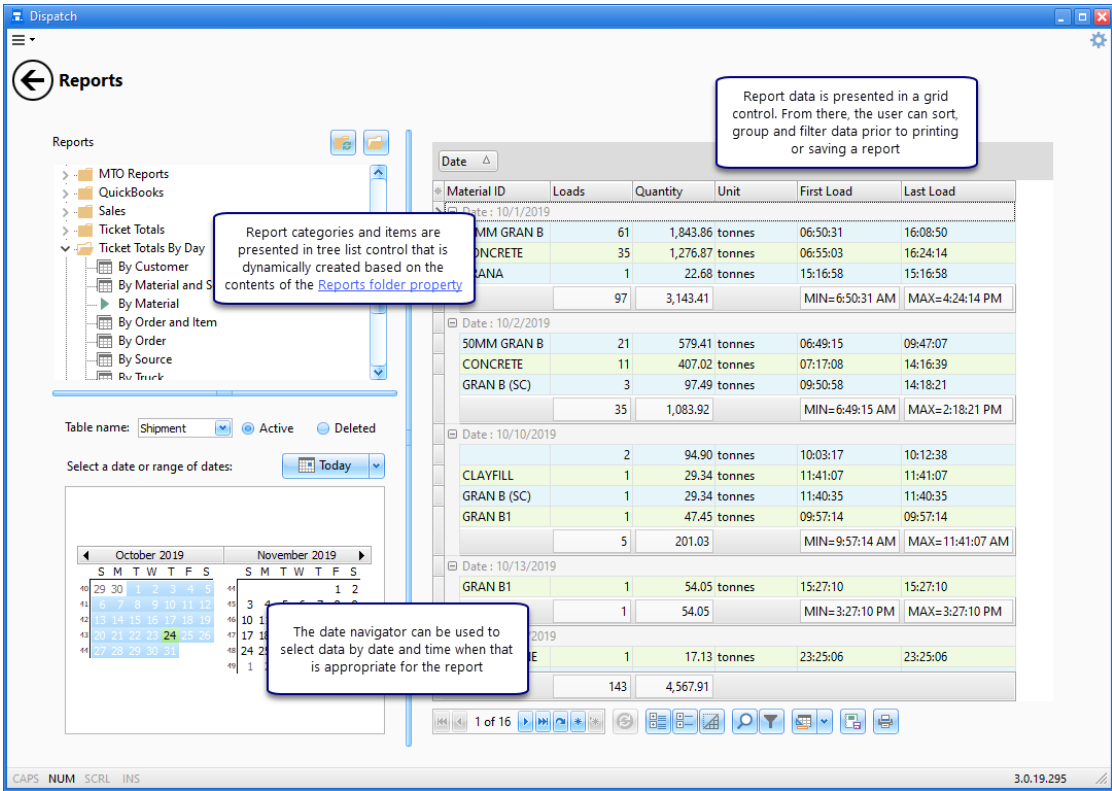 Dispatch
Reports
Report data is presented in a grid
control. From there, the user can sort,
group and filter data prior to printing
or saving a report
Reports
MTO Reports
QuickBooks
Sales
Ticket Totals
Ticket Totals By Day
By Customer
By Material and S
By Material
By Order and Item
By Order
By Source
By Truck
Report categories and items are
presented in tree list control that is
dynamically created based on the
contents of the Reports folder property
Table name: Shipment Active Deleted
Select a date or range of dates: Today
October 2019 November 2019
S M T W T F S S M T W T F S
40 29 30 1 2 3 4 5 44 1 2
41 6 7 8 9 10 11 12 45 3 4 5 6 7 8 9
42 13 14 15 16 17 18 19 46 10 1
43 20 21 22 23 24 25 26 47 17 18
44 27 28 29 30 31 48 24 25
49 1
The date navigator can be used to
select data by date and time when that
is appropriate for the report
Date
Material ID Loads Quantity Unit First Load Last Load
Date : 10/1/2019
MM GRAN B 61 1,843.86 tonnes 06:50:31 16:08:50
ONCRETE 35 1,276.87 tonnes 06:55:03 16:24:14
RANA 1 22.68 tonnes 15:16:58 15:16:58
97 3,143.41 MIN=6:50:31 AM MAX=4:24:14 PM
Date : 10/2/2019
50MM GRAN B 21 579.41 tonnes 06:49:15 09:47:07
CONCRETE 11 407.02 tonnes 07:17:08 14:16:39
GRAN B (SC) 3 97.49 tonnes 09:50:58 14:18:21
35 1,083.92 MIN=6:49:15 AM MAX=2:18:21 PM
Date : 10/10/2019
2 94.90 tonnes 10:03:17 10:12:38
CLAYFILL 1 29.34 tonnes 11:41:07 11:41:07
GRAN B (SC) 1 29.34 tonnes 11:40:35 11:40:35
GRAN B1 1 47.45 tonnes 09:57:14 09:57:14
5 201.03 MIN=9:57:14 AM MAX=11:41:07 AM
Date : 10/13/2019
GRAN B1 1 54.05 tonnes 15:27:10 15:27:10
1 54.05 MIN=3:27:10 PM MAX=3:27:10 PM
/2019
NE 1 17.13 tonnes 23:25:06 23:25:06
143 4,567.91
1 of 16
CAPS NUM SCRL INS 3.0.19.295